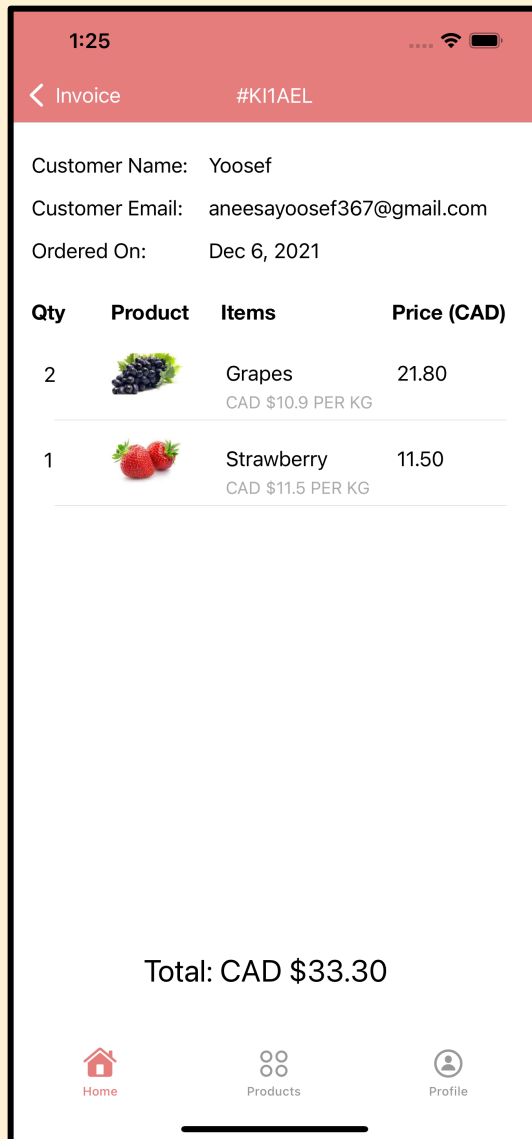 1:25
Invoice #KI1AEL
Customer Name: Yoosef
Customer Email: aneesayoosef367@gmail.com
Ordered On: Dec 6, 2021
Qty Product Items Price (CAD)
2 Grapes 21.80
CAD $10.9 PER KG
1 Strawberry 11.50
CAD $11.5 PER KG
Total: CAD $33.30
Home Products Profile